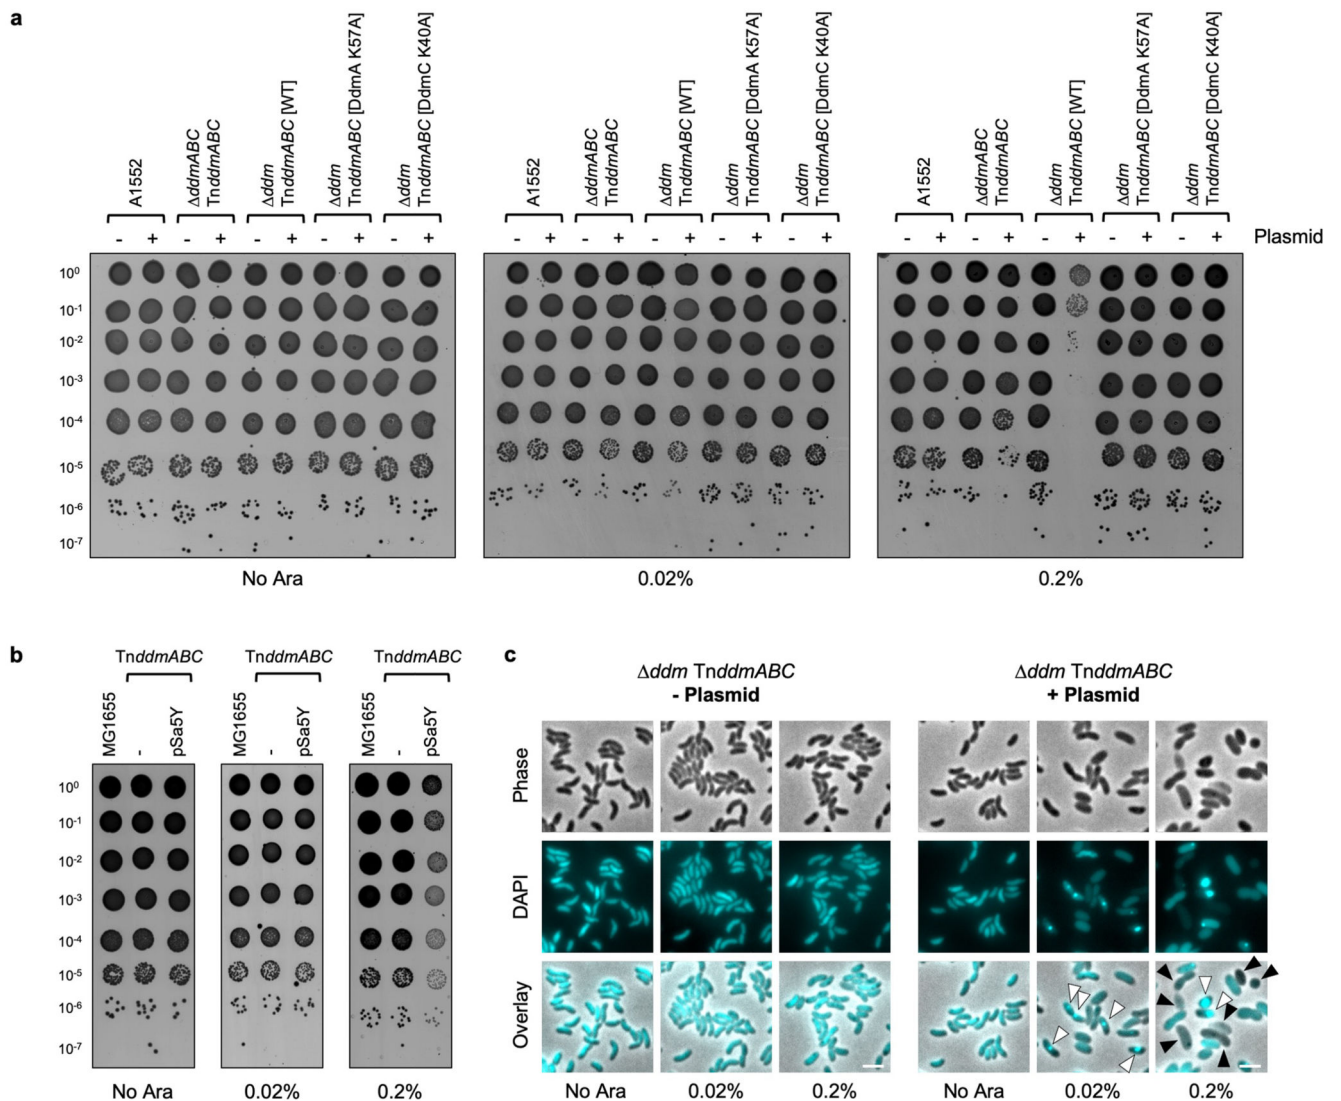 a
A1552
ΔddmABC
TnddmABC
Δddm
TnddmABC [WT]
Δddm
TnddmABC [DdmA K57A]
Δddm
TnddmABC [DdmC K40A]
A1552
ΔddmABC
TnddmABC
Δddm
TnddmABC [WT]
Δddm
TnddmABC [DdmA K57A]
Δddm
TnddmABC [DdmC K40A]
A1552
ΔddmABC
TnddmABC
Δddm
TnddmABC [WT]
Δddm
TnddmABC [DdmA K57A]
Δddm
TnddmABC [DdmC K40A]
- + - + - + - + - + - + - + - + - + - + - + - + - + - + - + Plasmid
10⁰
10⁻¹
10⁻²
10⁻³
10⁻⁴
10⁻⁵
10⁻⁶
10⁻⁷
No Ara 0.02% 0.2%
b
TnddmABC TnddmABC TnddmABC
MG1655 - pSa5Y MG1655 - pSa5Y MG1655 - pSa5Y
10⁰
10⁻¹
10⁻²
10⁻³
10⁻⁴
10⁻⁵
10⁻⁶
10⁻⁷
No Ara 0.02% 0.2%
c
Δddm TnddmABC Δddm TnddmABC
- Plasmid + Plasmid
Phase
DAPI
Overlay
No Ara 0.02% 0.2% No Ara 0.02% 0.2%